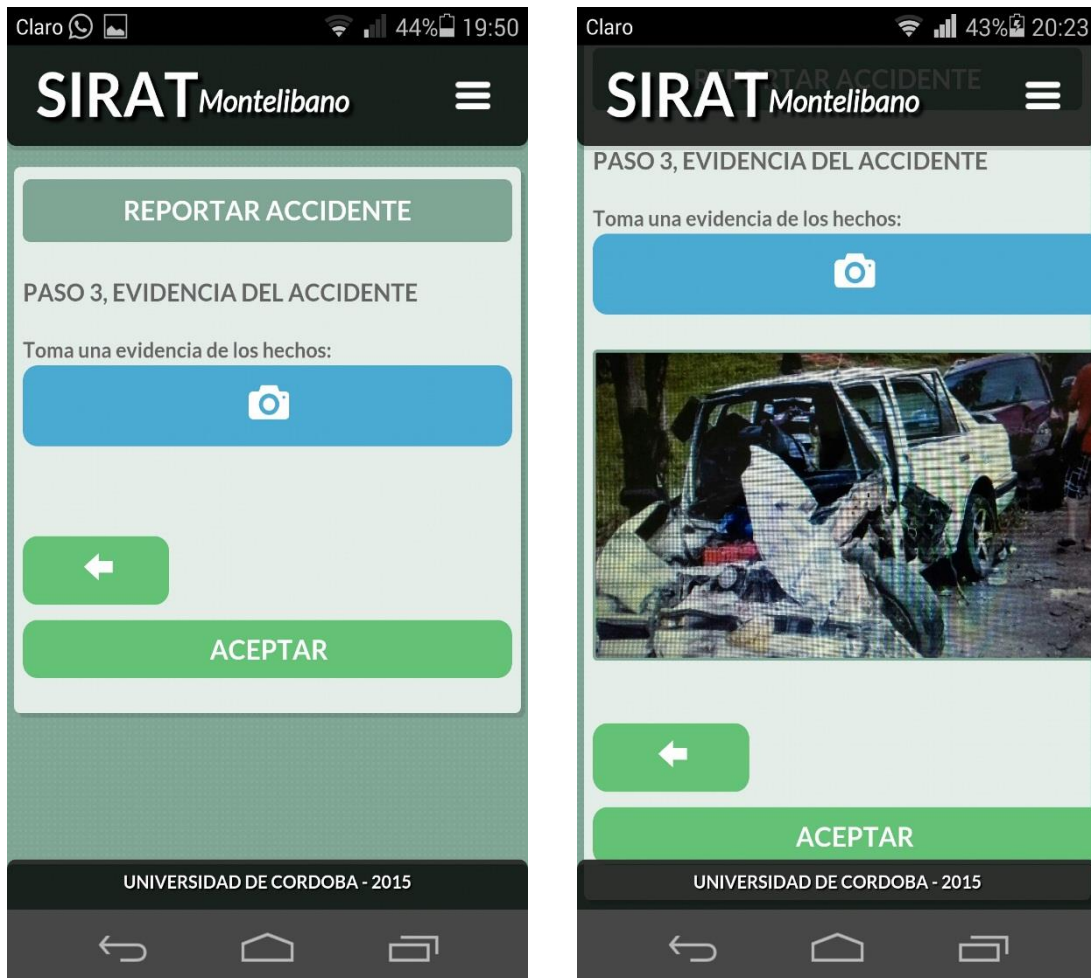 Claro 44% 19:50
SIRAT Montelibano
REPORTAR ACCIDENTE
PASO 3, EVIDENCIA DEL ACCIDENTE
Toma una evidencia de los hechos:
ACEPTAR
UNIVERSIDAD DE CORDOBA - 2015
Claro 43% 20:23
REPORTAR ACCIDENTE
SIRAT Montelibano
PASO 3, EVIDENCIA DEL ACCIDENTE
Toma una evidencia de los hechos:
ACEPTAR
UNIVERSIDAD DE CORDOBA - 2015